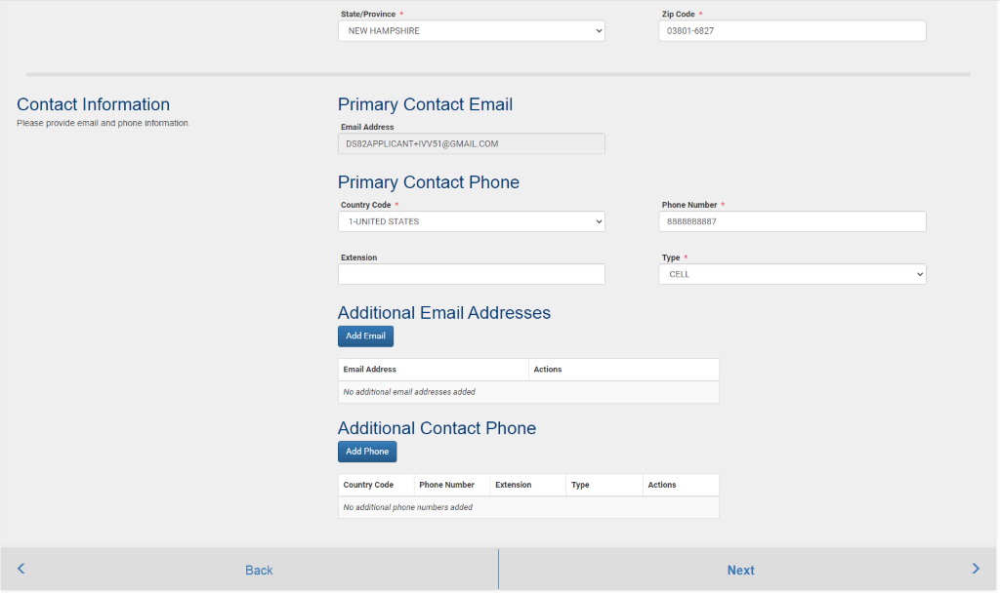 State/Province *
Zip Code *
NEW HAMPSHIRE
03801-6827
Contact Information
Please provide email and phone information.
Primary Contact Email
Email Address
DS82APPLICANT+IVV51@GMAIL.COM
Primary Contact Phone
Country Code *
Phone Number *
1-UNITED STATES
8888888887
Extension
Type *
CELL
Additional Email Addresses
Add Email
Email Address Actions
No additional email addresses added
Additional Contact Phone
Add Phone
Country Code Phone Number Extension Type Actions
No additional phone numbers added
Back
Next